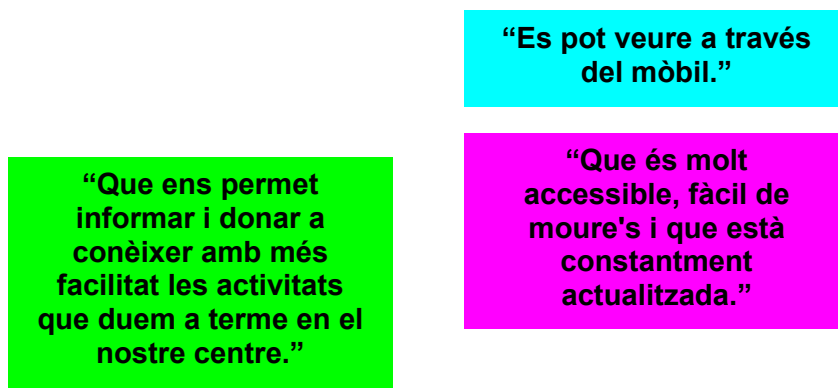 “Es pot veure a través
del mòbil.”
“Que ens permet
informar i donar a
conèixer amb més
facilitat les activitats
que duem a terme en el
nostre centre.”
“Que és molt
accessible, fàcil de
moure's i que està
constantment
actualitzada.”